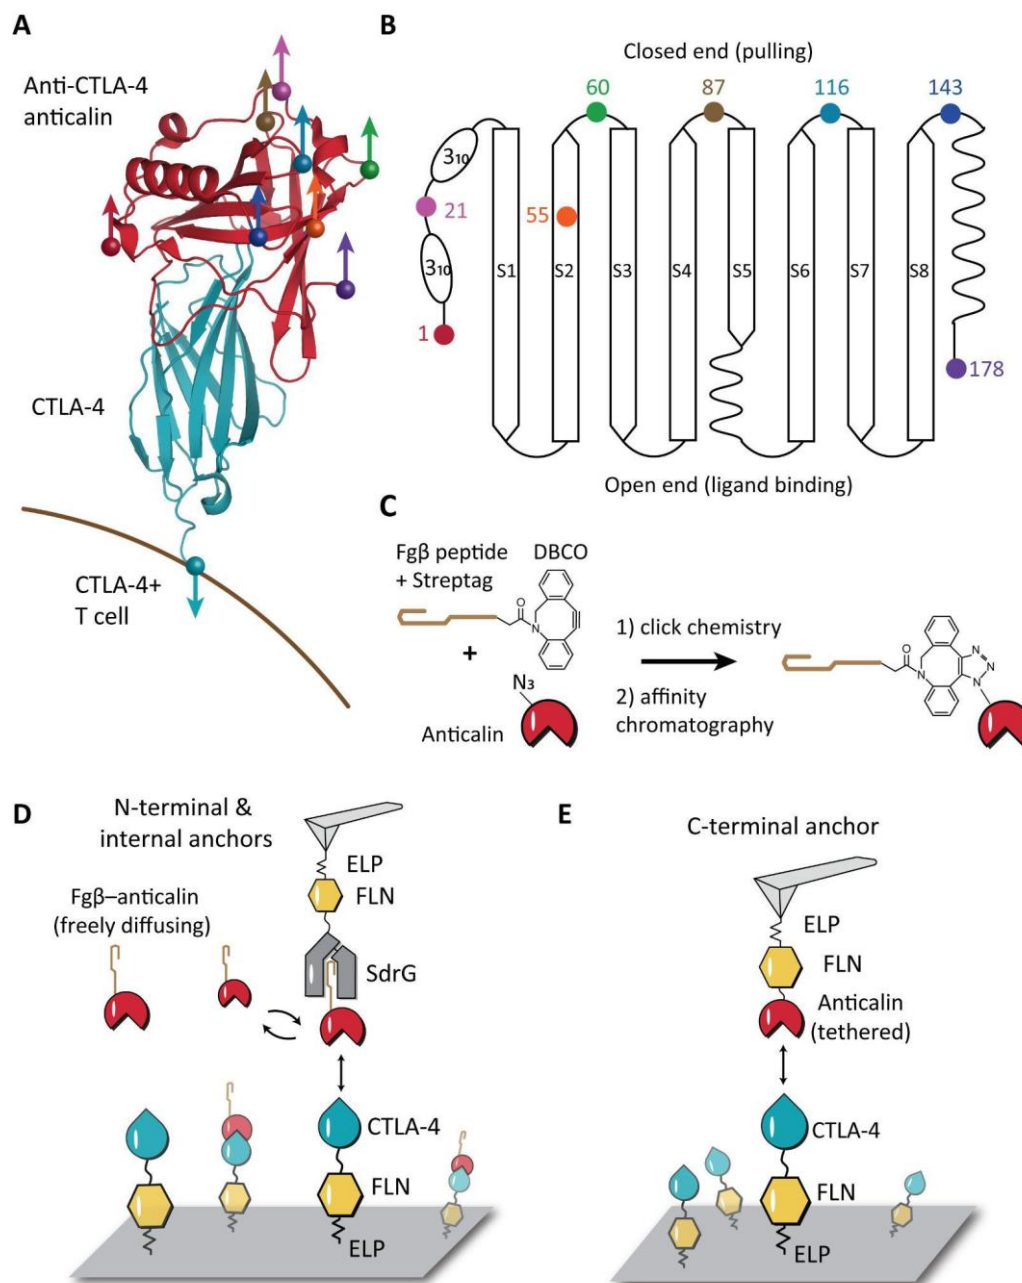 A
Anti-CTLA-4
anticalin
CTLA-4
CTLA-4+
T cell
B
Closed end (pulling)
60
87
116
143
3₁₀
21
55
3₁₀
S1
S2
S3
S4
S5
S6
S7
S8
1
178
Open end (ligand binding)
C
Fgβ peptide
+ Streptag
DBCO
O
N
+
N₃
Anticalin
1) click chemistry
2) affinity
chromatography
O
N
N
N
N
D
N-terminal &
internal anchors
ELP
FLN
Fgβ–anticalin
(freely diffusing)
SdrG
CTLA-4
FLN
ELP
E
C-terminal anchor
ELP
FLN
Anticalin
(tethered)
CTLA-4
FLN
ELP